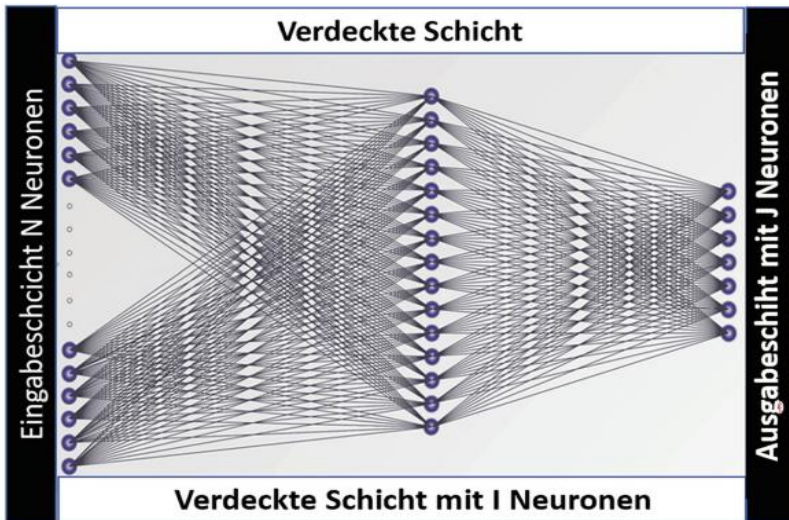 Verdeckte Schicht
Eingabeschcicht N Neuronen
Ausgabeschiht mit J Neuronen
Verdeckte Schicht mit I Neuronen